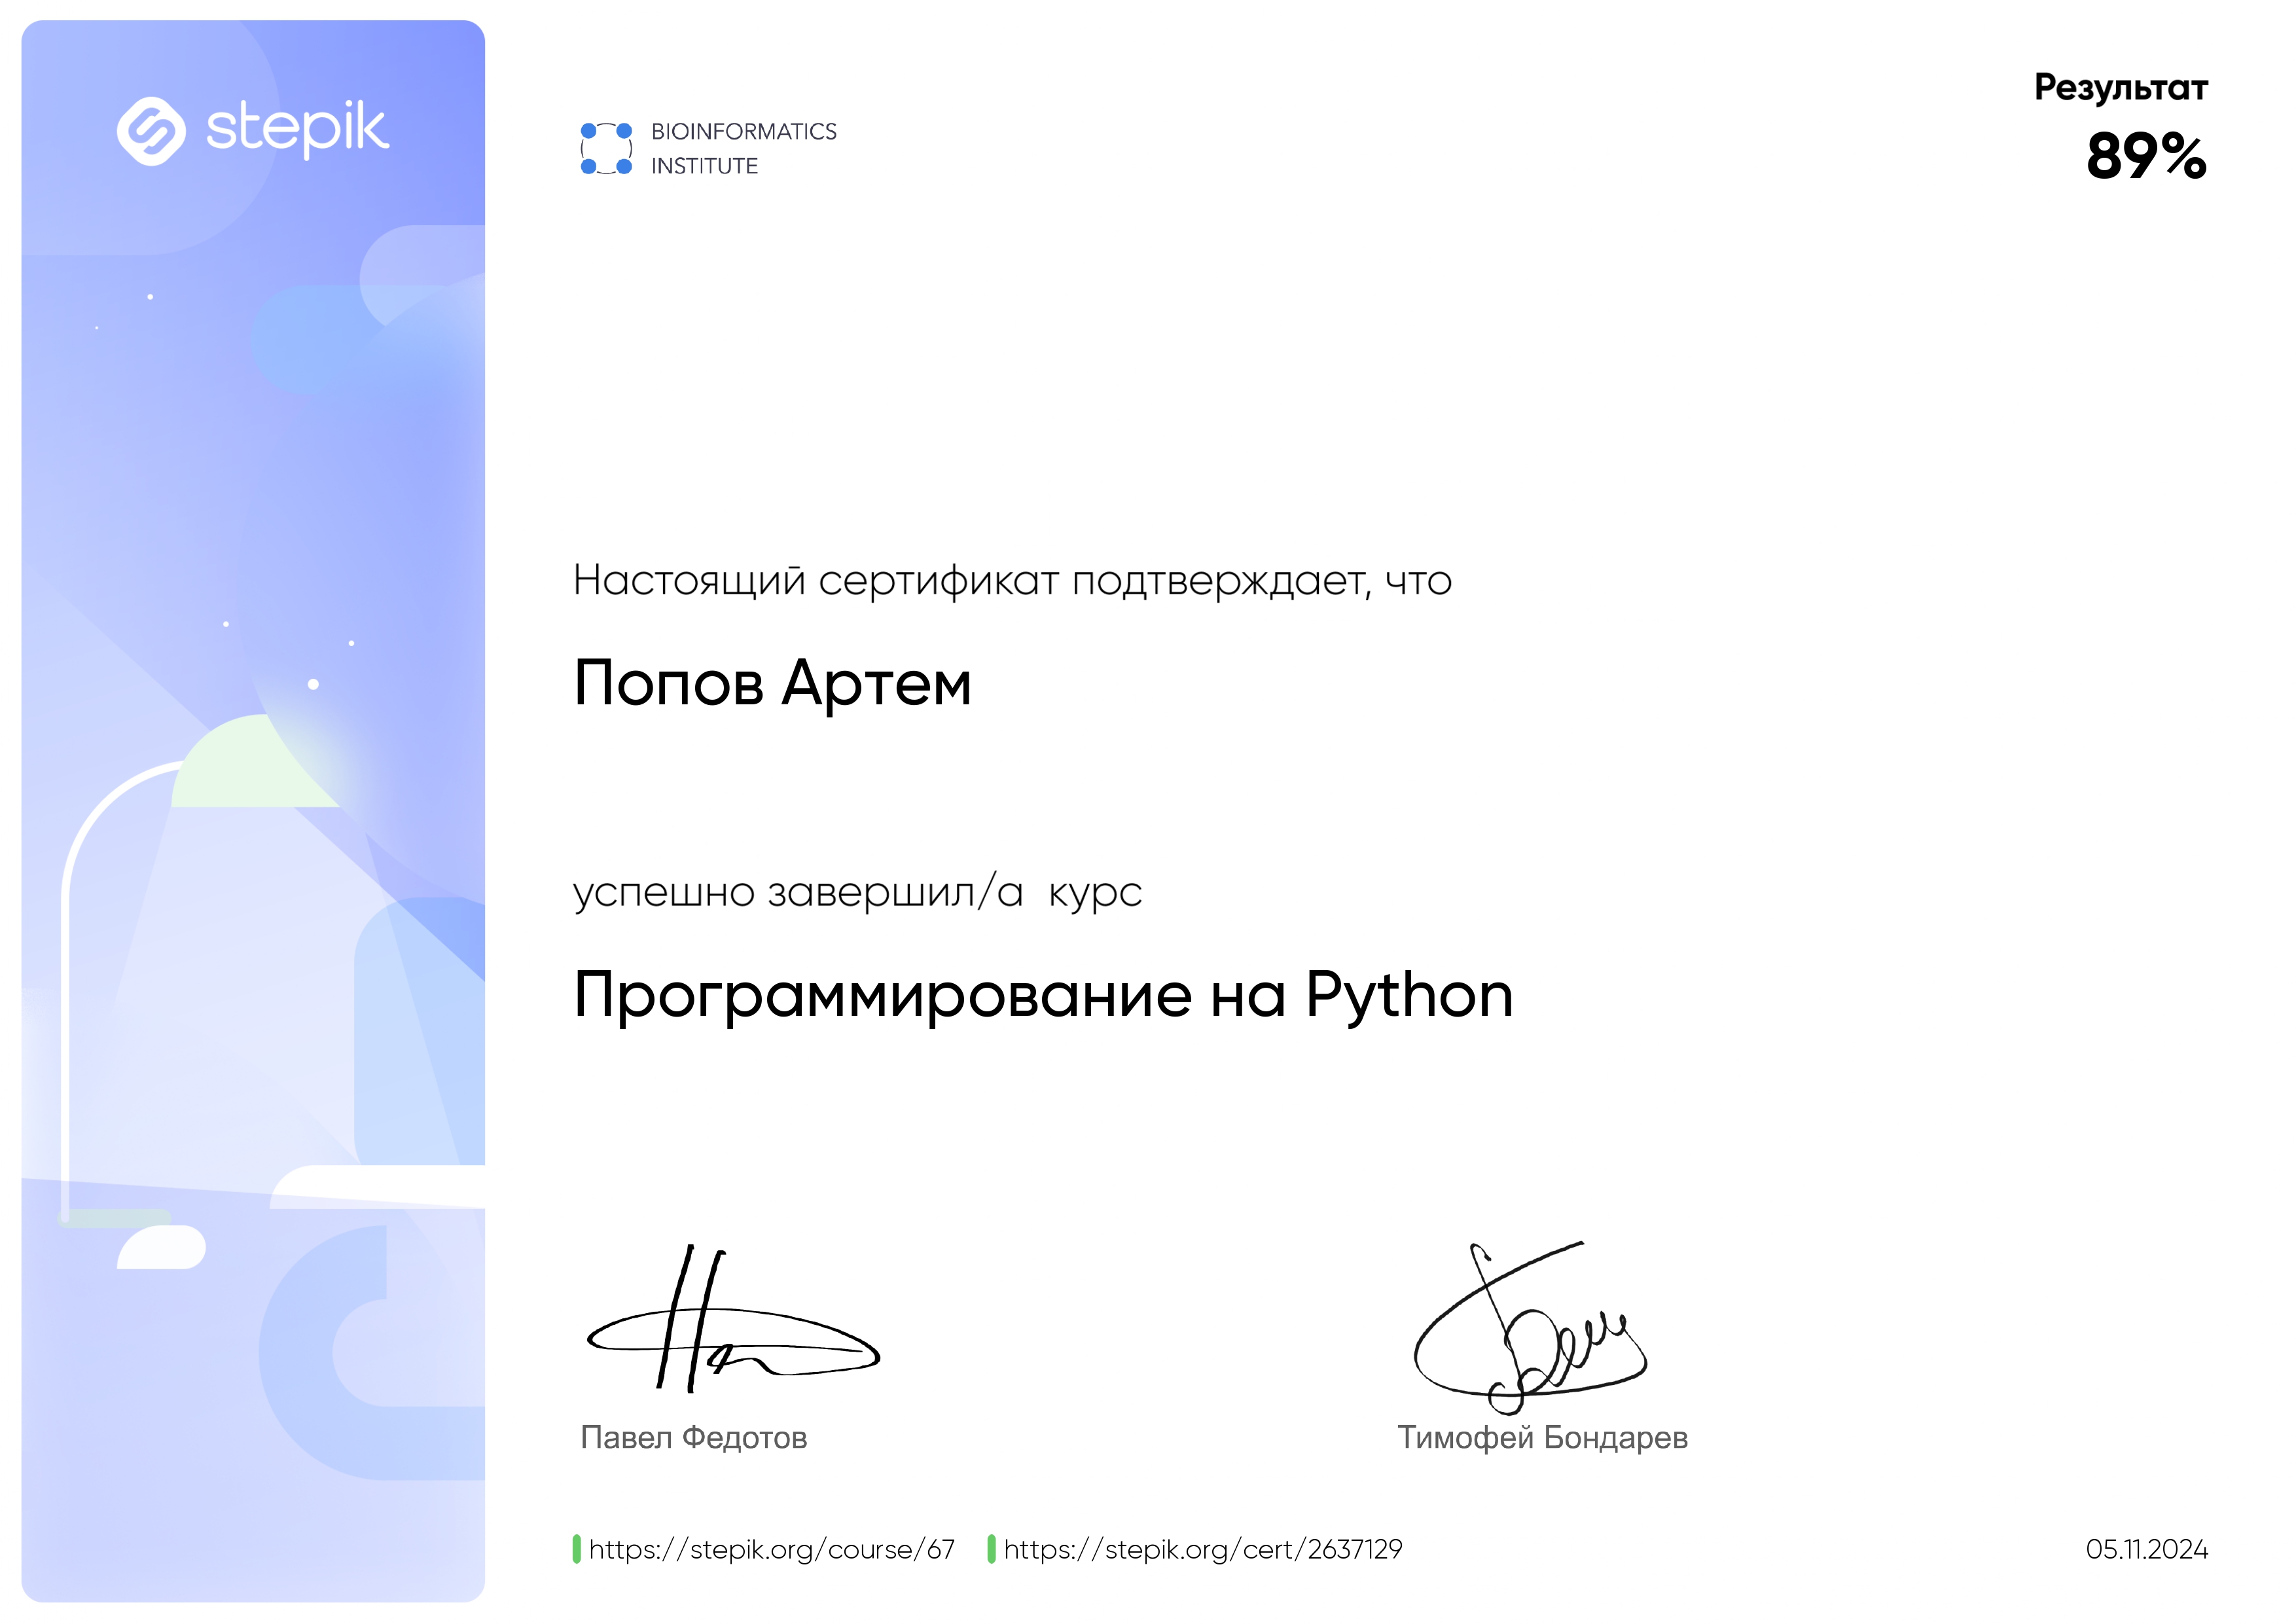 stepik
BIOINFORMATICS
INSTITUTE
Результат
89%
Настоящий сертификат подтверждает, что
Попов Артем
успешно завершил/а курс
Программирование на Python
Павел Федотов
Тимофей Бондарев
https://stepik.org/course/67
https://stepik.org/cert/2637129
05.11.2024